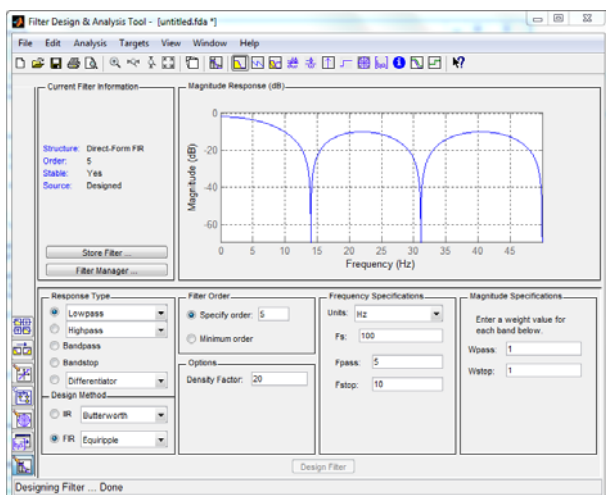 Filter Design & Analysis Tool - [untitled.fda *]
File Edit Analysis Targets View Window Help
Current Filter Information
Structure: Direct-Form FIR
Order: 5
Stable: Yes
Source: Designed
Store Filter ...
Filter Manager ...
Magnitude Response (dB)
0
-20
-40
-60
Magnitude (dB)
0 5 10 15 20 25 30 35 40 45
Frequency (Hz)
Response Type
Lowpass
Highpass
Bandpass
Bandstop
Differentiator
Design Method
IIR Butterworth
FIR Equiripple
Filter Order
Specify order: 5
Minimum order
Options
Density Factor: 20
Frequency Specifications
Units: Hz
Fs: 100
Fpass: 5
Fstop: 10
Magnitude Specifications
Enter a weight value for
each band below.
Wpass: 1
Wstop: 1
Design Filter
Designing Filter ... Done